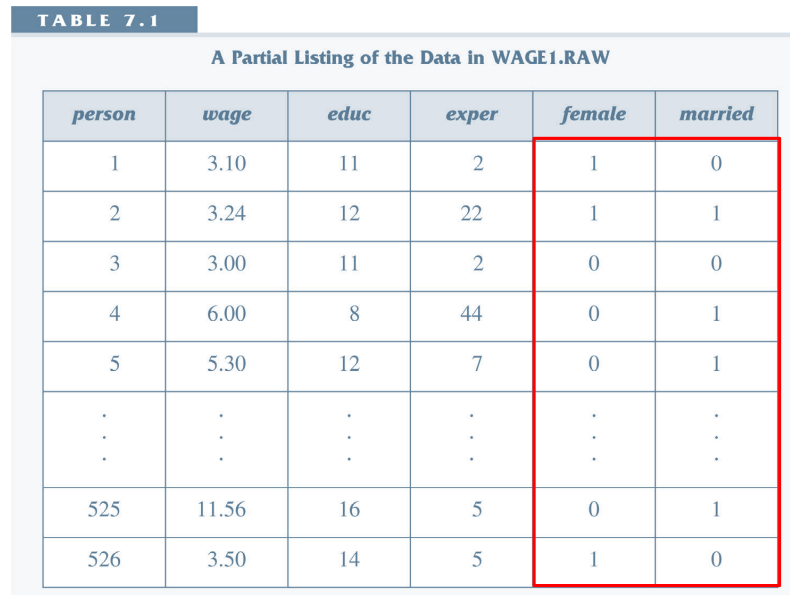 TABLE 7.1
A Partial Listing of the Data in WAGE1.RAW
person wage educ exper female married
1 3.10 11 2 1 0
2 3.24 12 22 1 1
3 3.00 11 2 0 0
4 6.00 8 44 0 1
5 5.30 12 7 0 1
. . . . . .
. . . . . .
. . . . . .
525 11.56 16 5 0 1
526 3.50 14 5 1 0